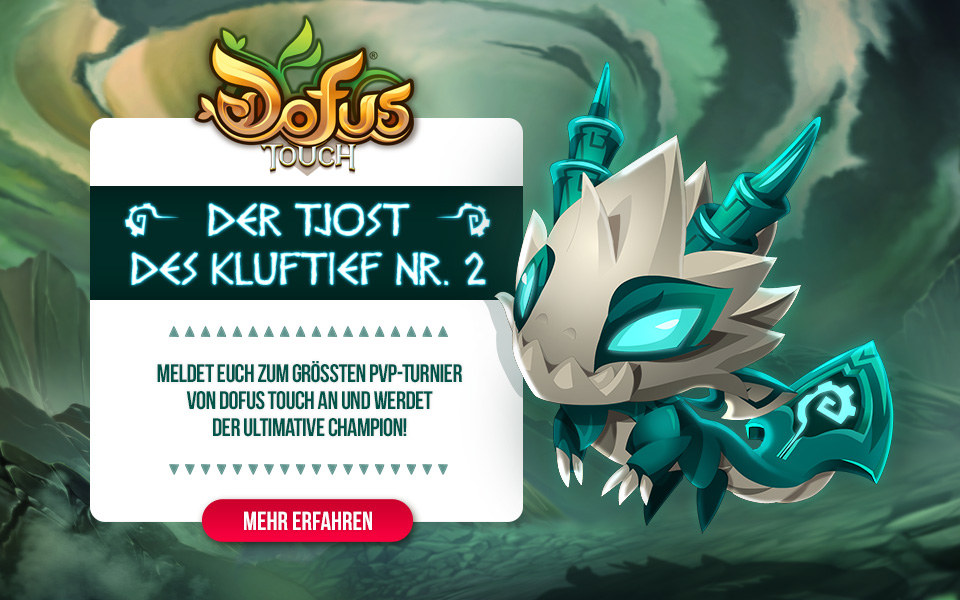 DOFUS®
TOUCH
DER TJOST
DES KLUFTIEF NR. 2
MELDET EUCH ZUM GRÖSSTEN PVP-TURNIER
VON DOFUS TOUCH AN UND WERDET
DER ULTIMATIVE CHAMPION!
MEHR ERFAHREN